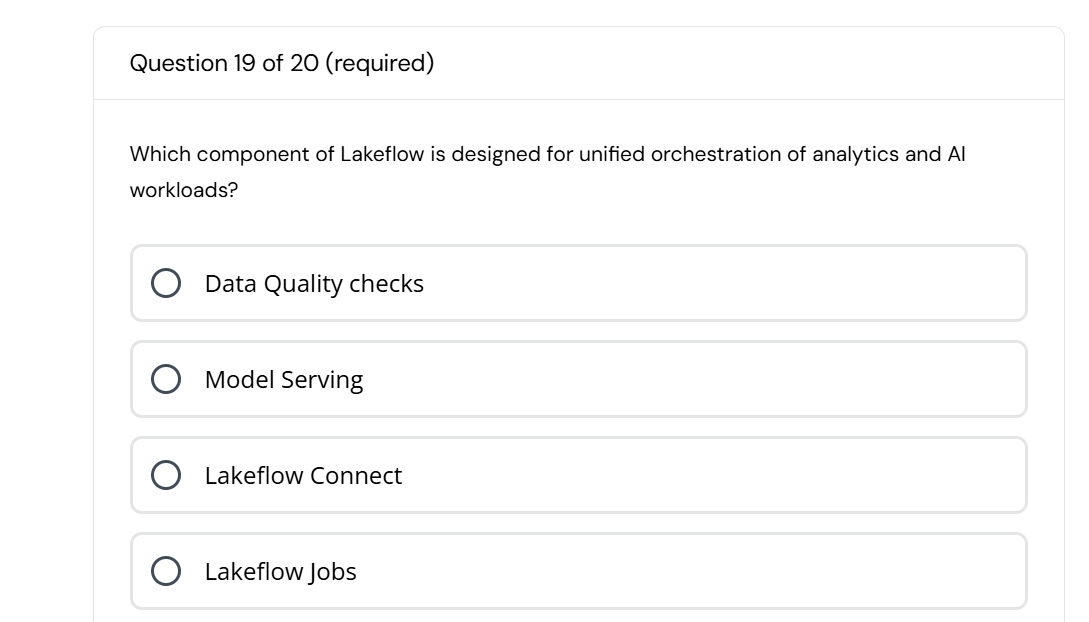 Question 19 of 20 (required)
Which component of Lakeflow is designed for unified orchestration of analytics and AI
workloads?
Data Quality checks
Model Serving
Lakeflow Connect
Lakeflow Jobs